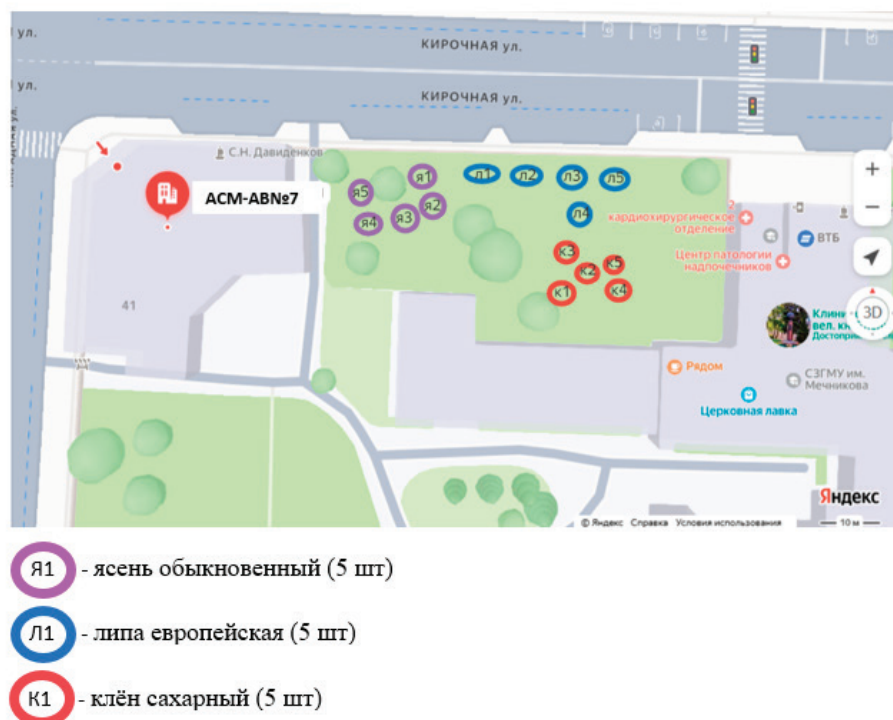 ул.
КИРОЧНАЯ ул.
ул.
КИРОЧНАЯ ул.
С.Н. Давиденков
АСМ-АВ№7
41
я1
я2
я3
я4
я5
Л1
Л2
Л3
Л4
Л5
К1
К2
К3
К4
К5
2
кардиохирургическое
отделение
Центр патологии
надпочечников
ВТБ
+
−
3D
вел. кн
Рядом
СЗГМУ им.
Мечникова
Церковная лавка
Яндекс
© Яндекс Справка Условия использования
10 м
Я1 - ясень обыкновенный (5 шт)
Л1 - липа европейская (5 шт)
К1 - клён сахарный (5 шт)